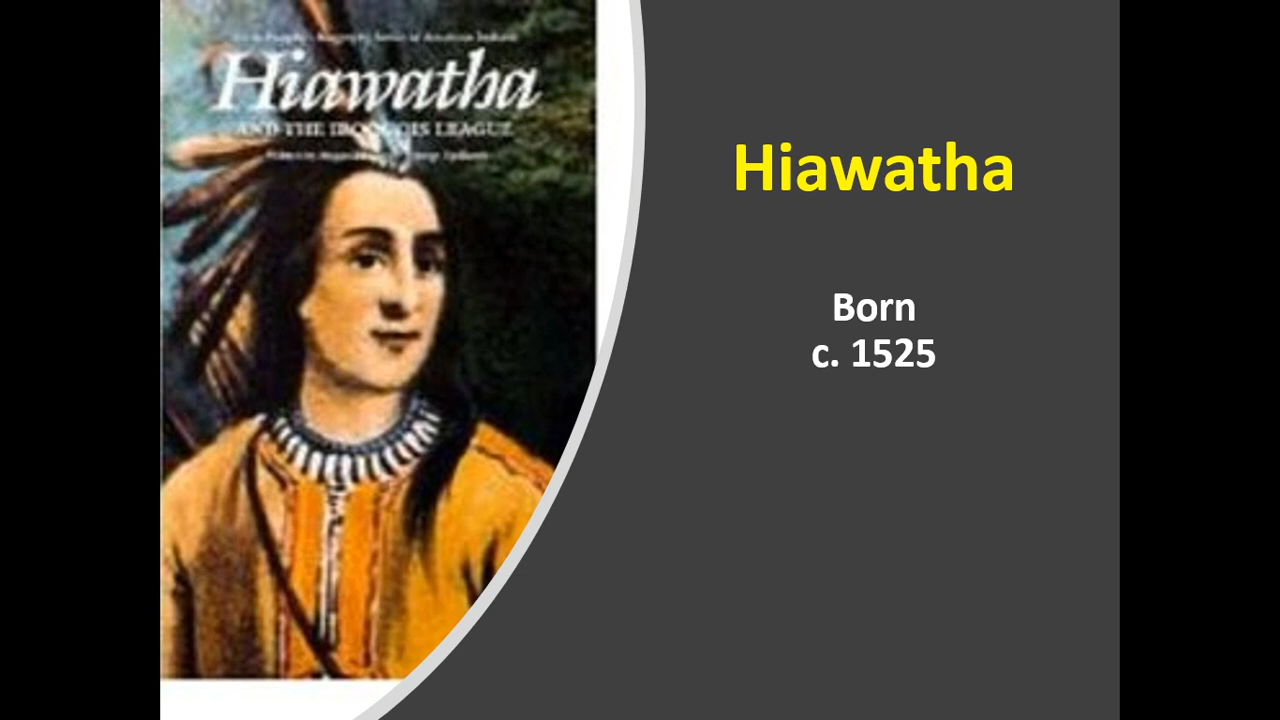 Hiawatha
AND THE IROQUOIS LEAGUE
Hiawatha
Born
c. 1525